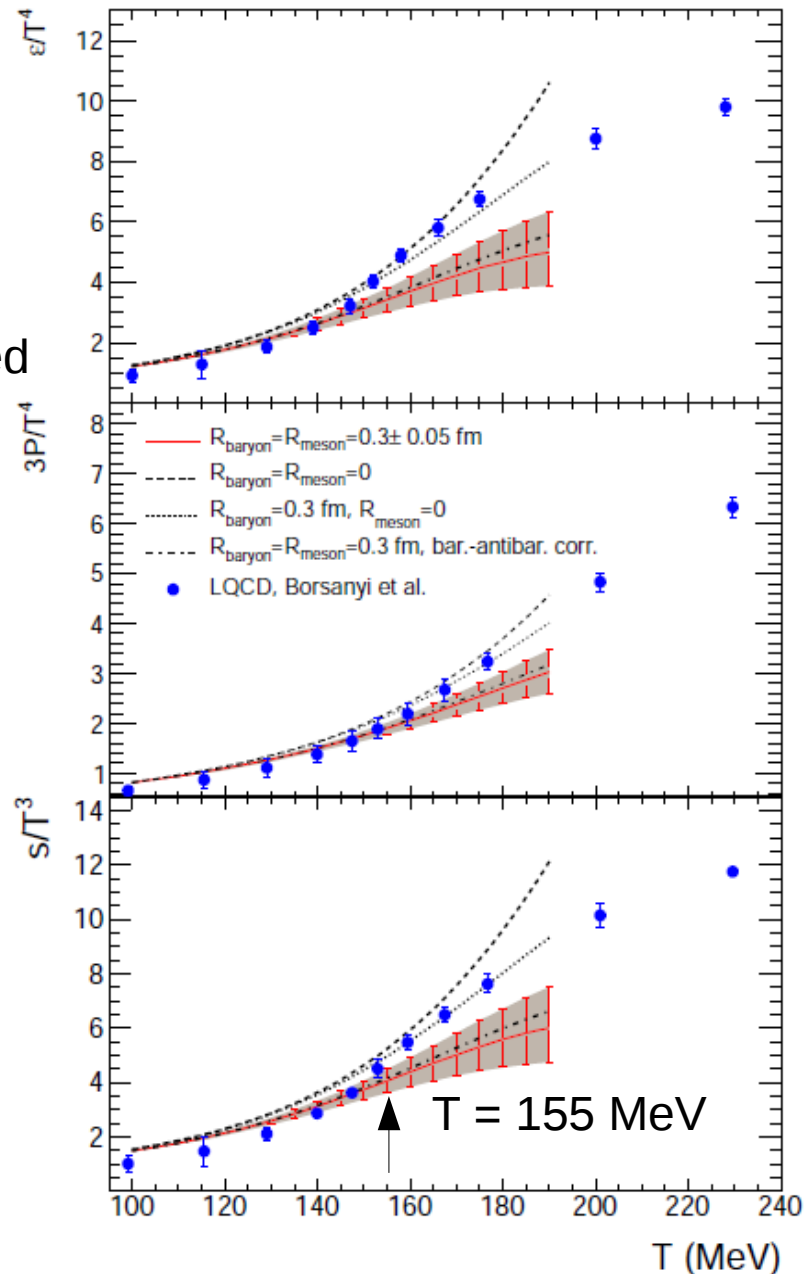 ε/T⁴
12
10
8
6
4
2
ed
3P/T⁴
8
7
6
5
4
3
2
1
R_baryon=R_meson=0.3± 0.05 fm
R_baryon=R_meson=0
R_baryon=0.3 fm, R_meson=0
R_baryon=R_meson=0.3 fm, bar.-antibar. corr.
LQCD, Borsanyi et al.
s/T³
14
12
10
8
6
4
2
T = 155 MeV
100 120 140 160 180 200 220 240
T (MeV)